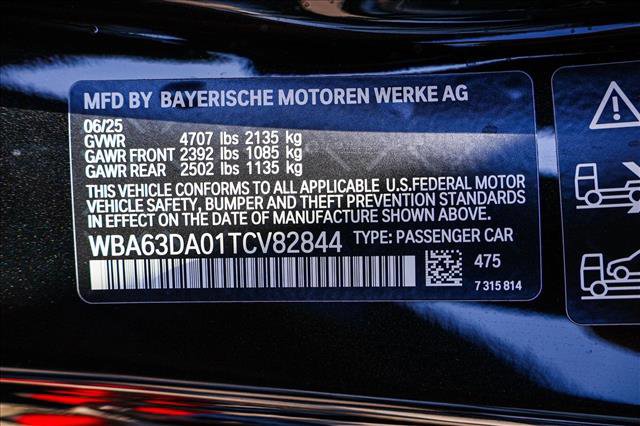 MFD BY BAYERISCHE MOTOREN WERKE AG
06/25
GVWR 4707 lbs 2135 kg
GAWR FRONT 2392 lbs 1085 kg
GAWR REAR 2502 lbs 1135 kg
THIS VEHICLE CONFORMS TO ALL APPLICABLE U.S.FEDERAL MOTOR
VEHICLE SAFETY, BUMPER AND THEFT PREVENTION STANDARDS
IN EFFECT ON THE DATE OF MANUFACTURE SHOWN ABOVE.
WBA63DA01TCV82844 TYPE: PASSENGER CAR
475
7 315 814